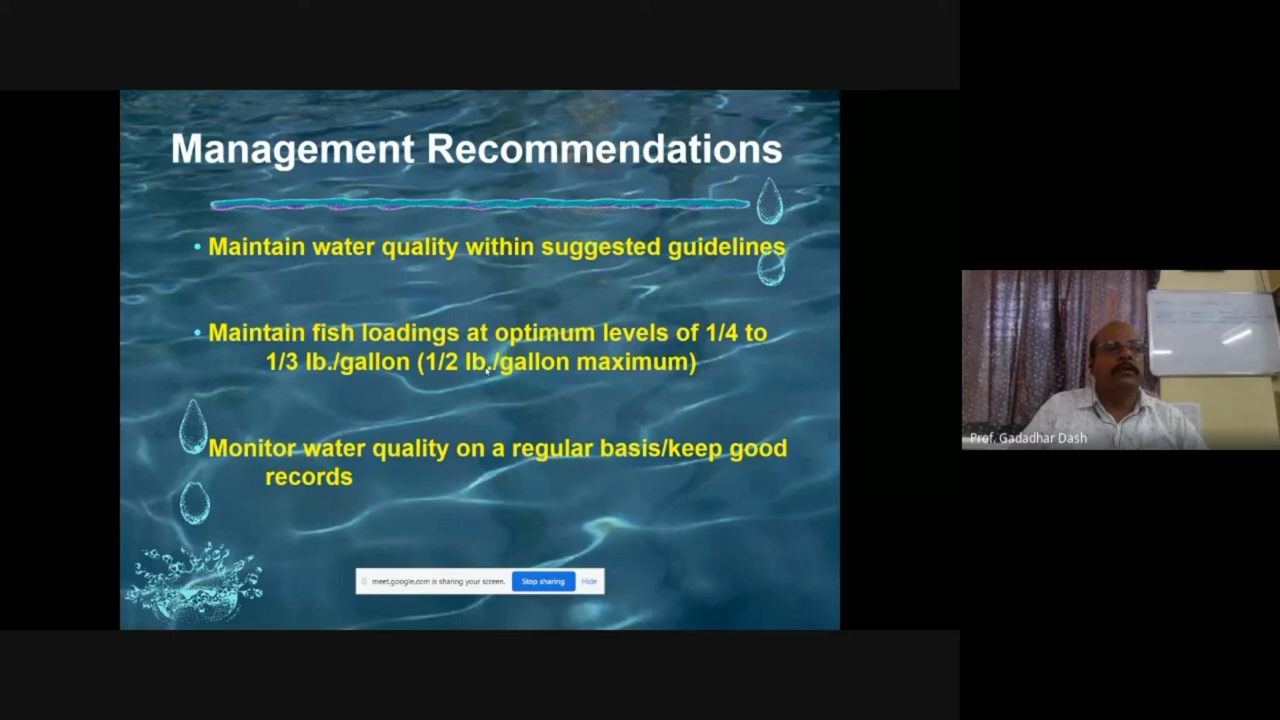 Management Recommendations
• Maintain water quality within suggested guidelines
• Maintain fish loadings at optimum levels of 1/4 to
1/3 lb./gallon (1/2 lb./gallon maximum)
Monitor water quality on a regular basis/keep good
records
meet.google.com is sharing your screen. Stop sharing Hide
Prof. Gadadhar Dash